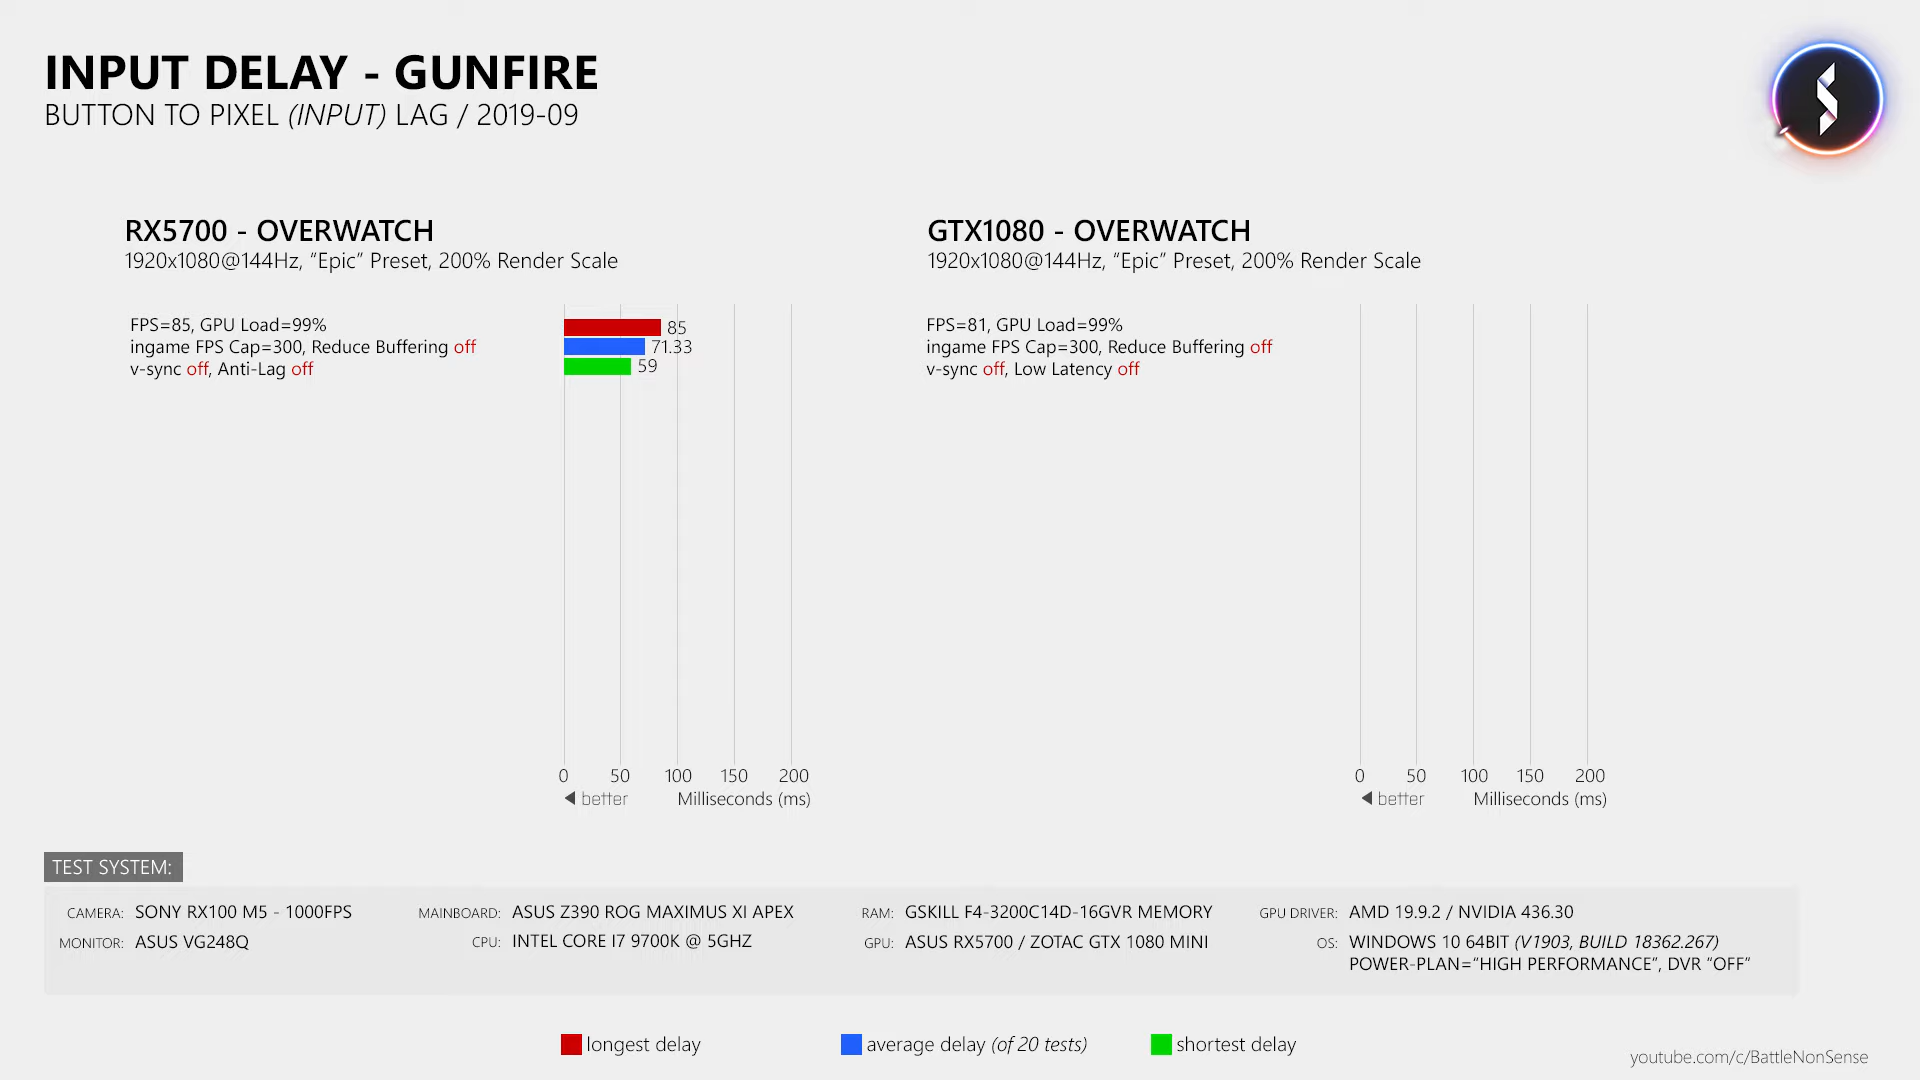 INPUT DELAY - GUNFIRE
BUTTON TO PIXEL (INPUT) LAG / 2019-09
RX5700 - OVERWATCH
1920x1080@144Hz, “Epic” Preset, 200% Render Scale
FPS=85, GPU Load=99%
ingame FPS Cap=300, Reduce Buffering off
v-sync off, Anti-Lag off
85
71.33
59
0 50 100 150 200
better Milliseconds (ms)
GTX1080 - OVERWATCH
1920x1080@144Hz, “Epic” Preset, 200% Render Scale
FPS=81, GPU Load=99%
ingame FPS Cap=300, Reduce Buffering off
v-sync off, Low Latency off
0 50 100 150 200
better Milliseconds (ms)
TEST SYSTEM:
CAMERA: SONY RX100 M5 - 1000FPS
MONITOR: ASUS VG248Q
MAINBOARD: ASUS Z390 ROG MAXIMUS XI APEX
CPU: INTEL CORE I7 9700K @ 5GHZ
RAM: GSKILL F4-3200C14D-16GVR MEMORY
GPU: ASUS RX5700 / ZOTAC GTX 1080 MINI
GPU DRIVER: AMD 19.9.2 / NVIDIA 436.30
OS: WINDOWS 10 64BIT (V1903, BUILD 18362.267)
POWER-PLAN=“HIGH PERFORMANCE”, DVR “OFF”
longest delay
average delay (of 20 tests)
shortest delay
youtube.com/c/BattleNonSense